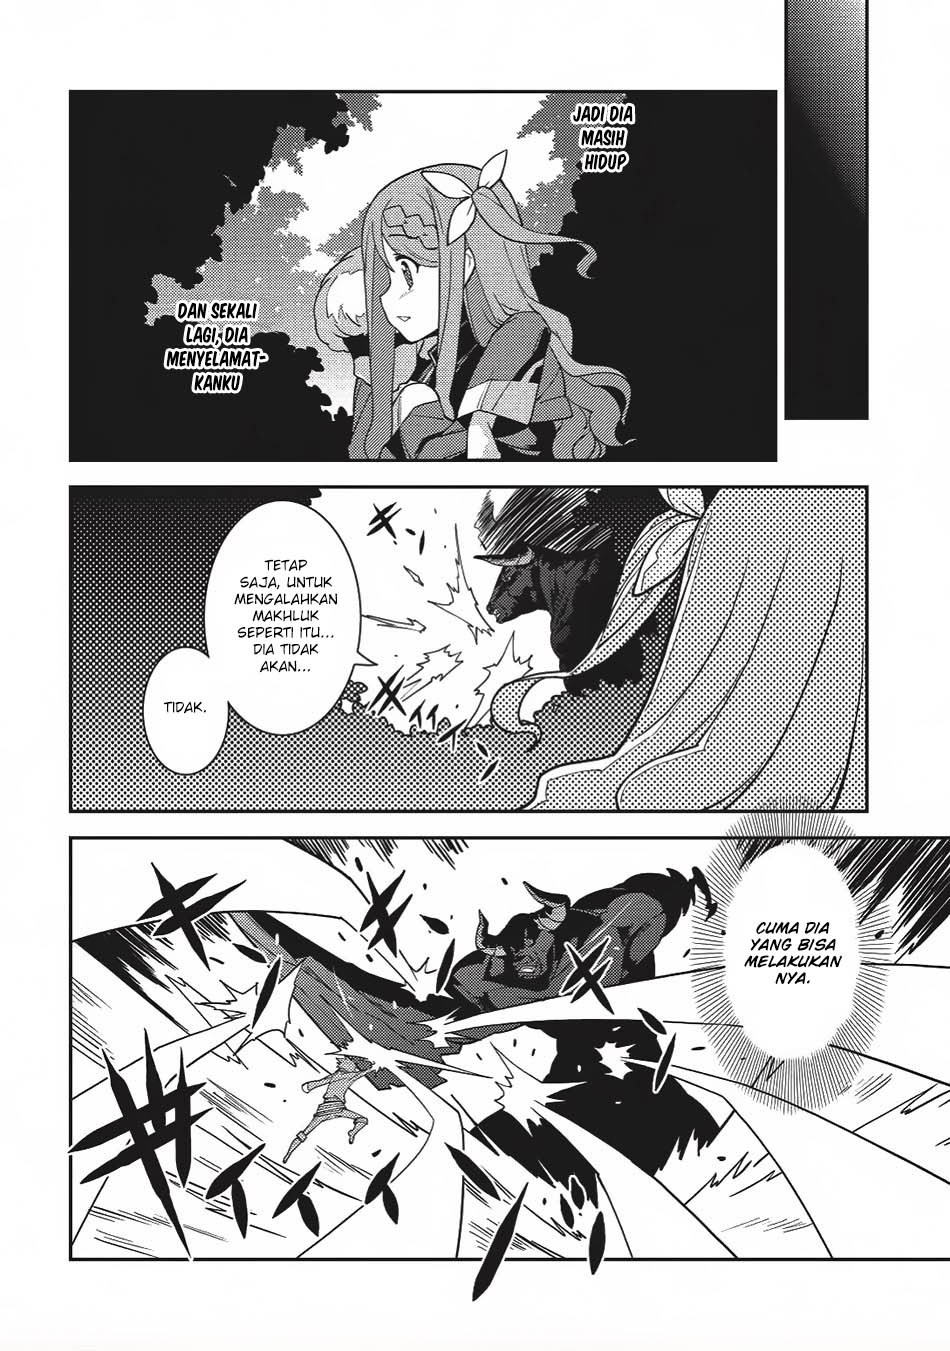 JADI DIA
MASIH
HIDUP
DAN SEKALI
LAGI, DIA
MENYELAMAT-
KANKU
TETAP
SAJA, UNTUK
MENGALAHKAN
MAKHLUK
SEPERTI ITU...
DIA TIDAK
AKAN...
TIDAK.
CUMA DIA
YANG BISA
MELAKUKAN
NYA.